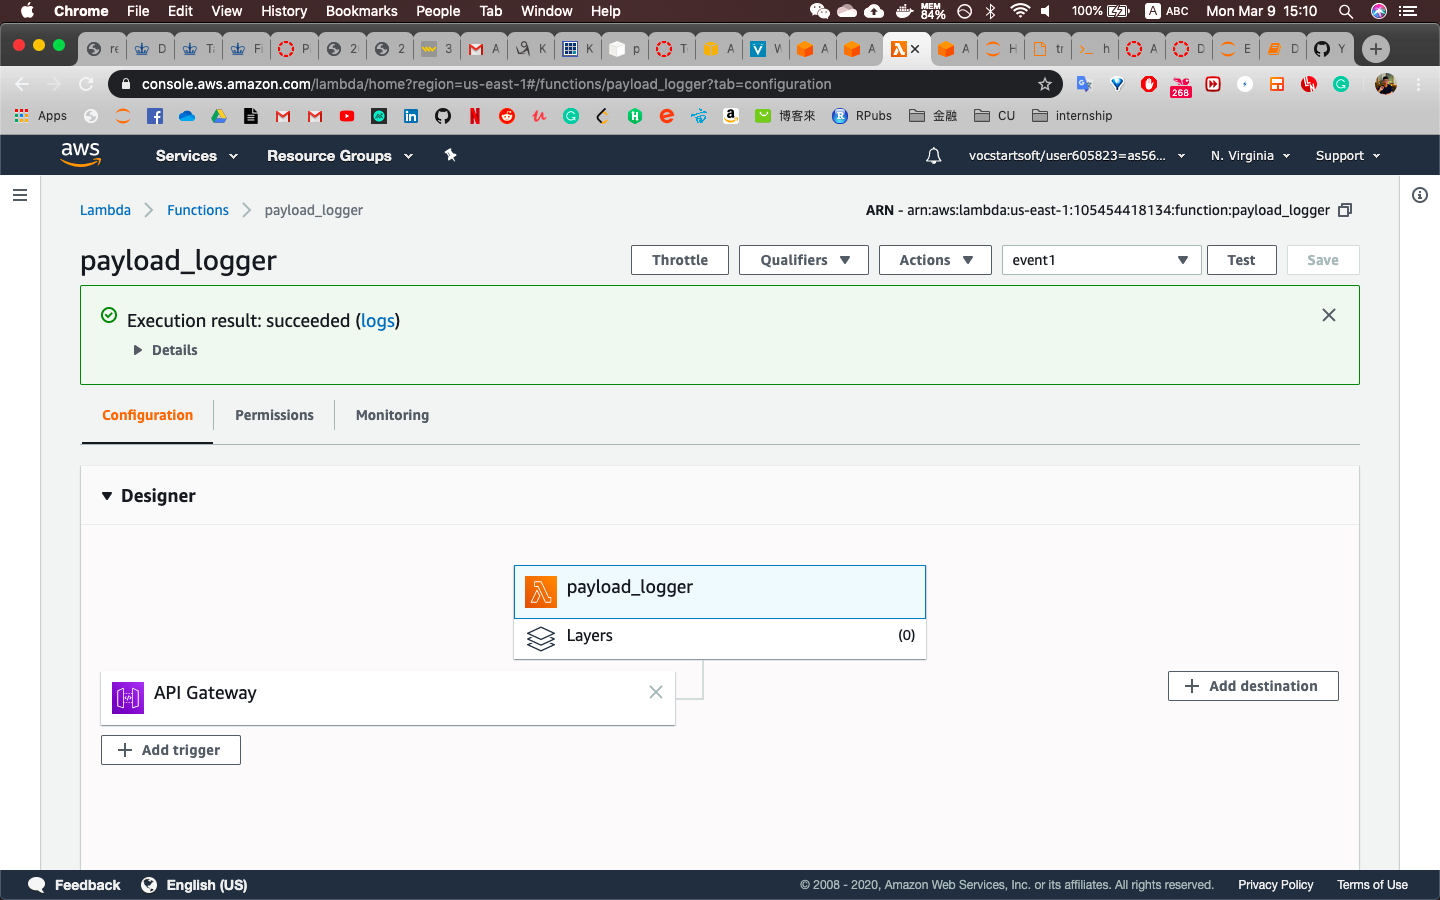 Chrome File Edit View History Bookmarks People Tab Window Help MEM 84% 100% A ABC Mon Mar 9 15:10
re D Ta Fi P 2 2 3 A K K p T A V A A × A H tr h A D E D Y
console.aws.amazon.com/lambda/home?region=us-east-1#/functions/payload_logger?tab=configuration 268
Apps 博客來 RPubs 金融 CU internship
aws Services Resource Groups vocstartsoft/user605823=as56... N. Virginia Support
Lambda Functions payload_logger ARN - arn:aws:lambda:us-east-1:105454418134:function:payload_logger
payload_logger Throttle Qualifiers Actions event1 Test Save
Execution result: succeeded (logs)
Details
Configuration Permissions Monitoring
Designer
payload_logger
Layers (0)
API Gateway
Add destination
Add trigger
Feedback English (US) © 2008 - 2020, Amazon Web Services, Inc. or its affiliates. All rights reserved. Privacy Policy Terms of Use